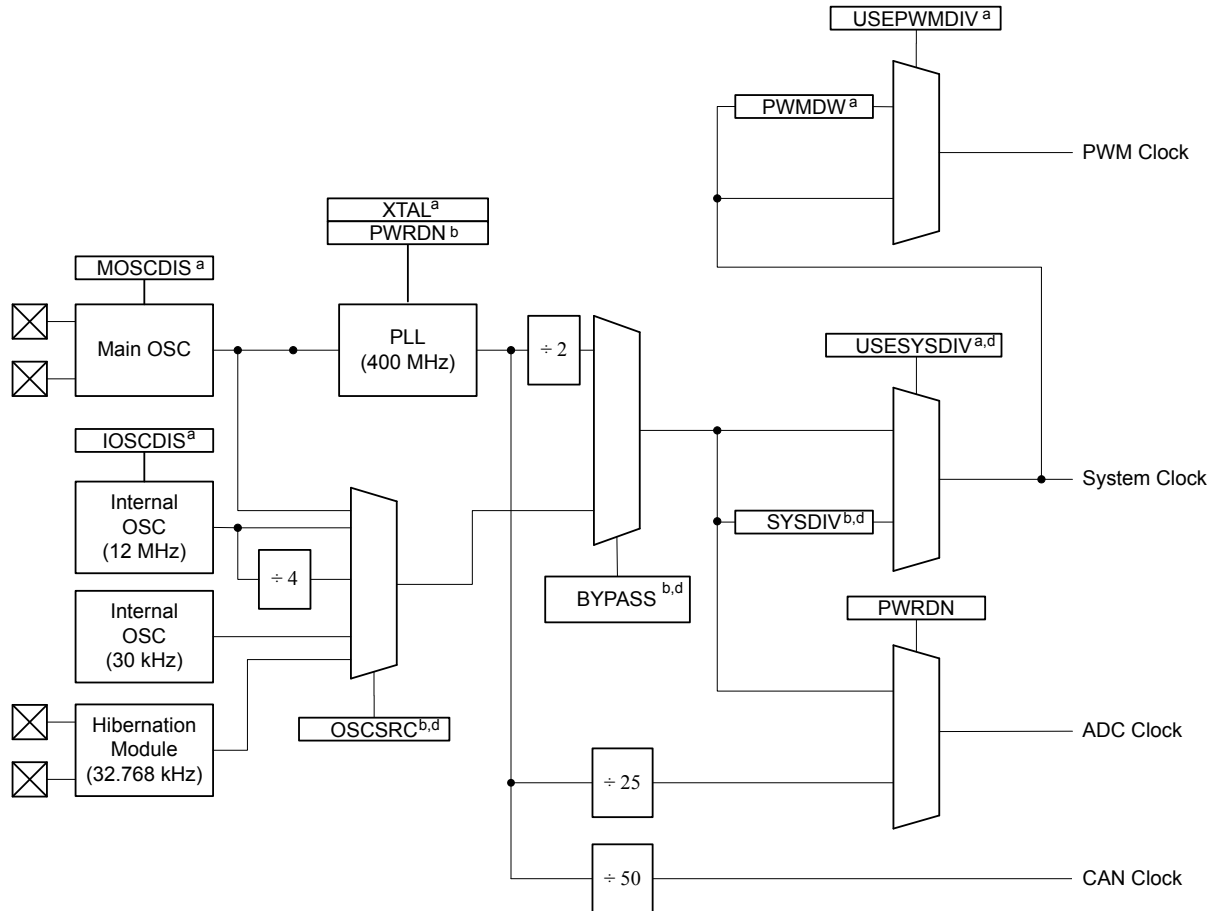 USEPWMDIV a
PWMDW a
PWM Clock
XTAL a
PWRDN b
MOSCDIS a
Main OSC
PLL
(400 MHz)
÷ 2
USESYSDIV a,d
IOSCDIS a
Internal
OSC
(12 MHz)
÷ 4
System Clock
SYSDIV b,d
BYPASS b,d
Internal
OSC
(30 kHz)
PWRDN
Hibernation
Module
(32.768 kHz)
OSCSRC b,d
ADC Clock
÷ 25
÷ 50
CAN Clock